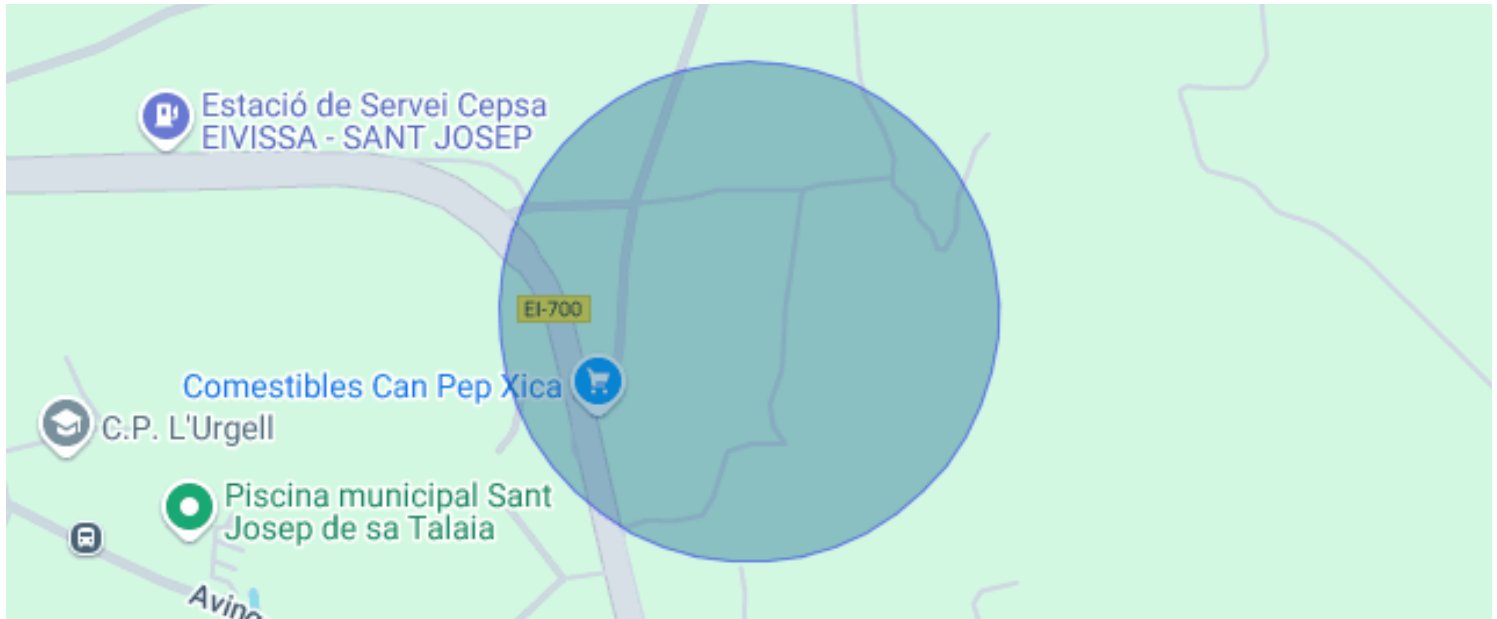 Estació de Servei Cepsa
EIVISSA - SANT JOSEP
EI-700
Comestibles Can Pep Xica
C.P. L'Urgell
Piscina municipal Sant
Josep de sa Talaia